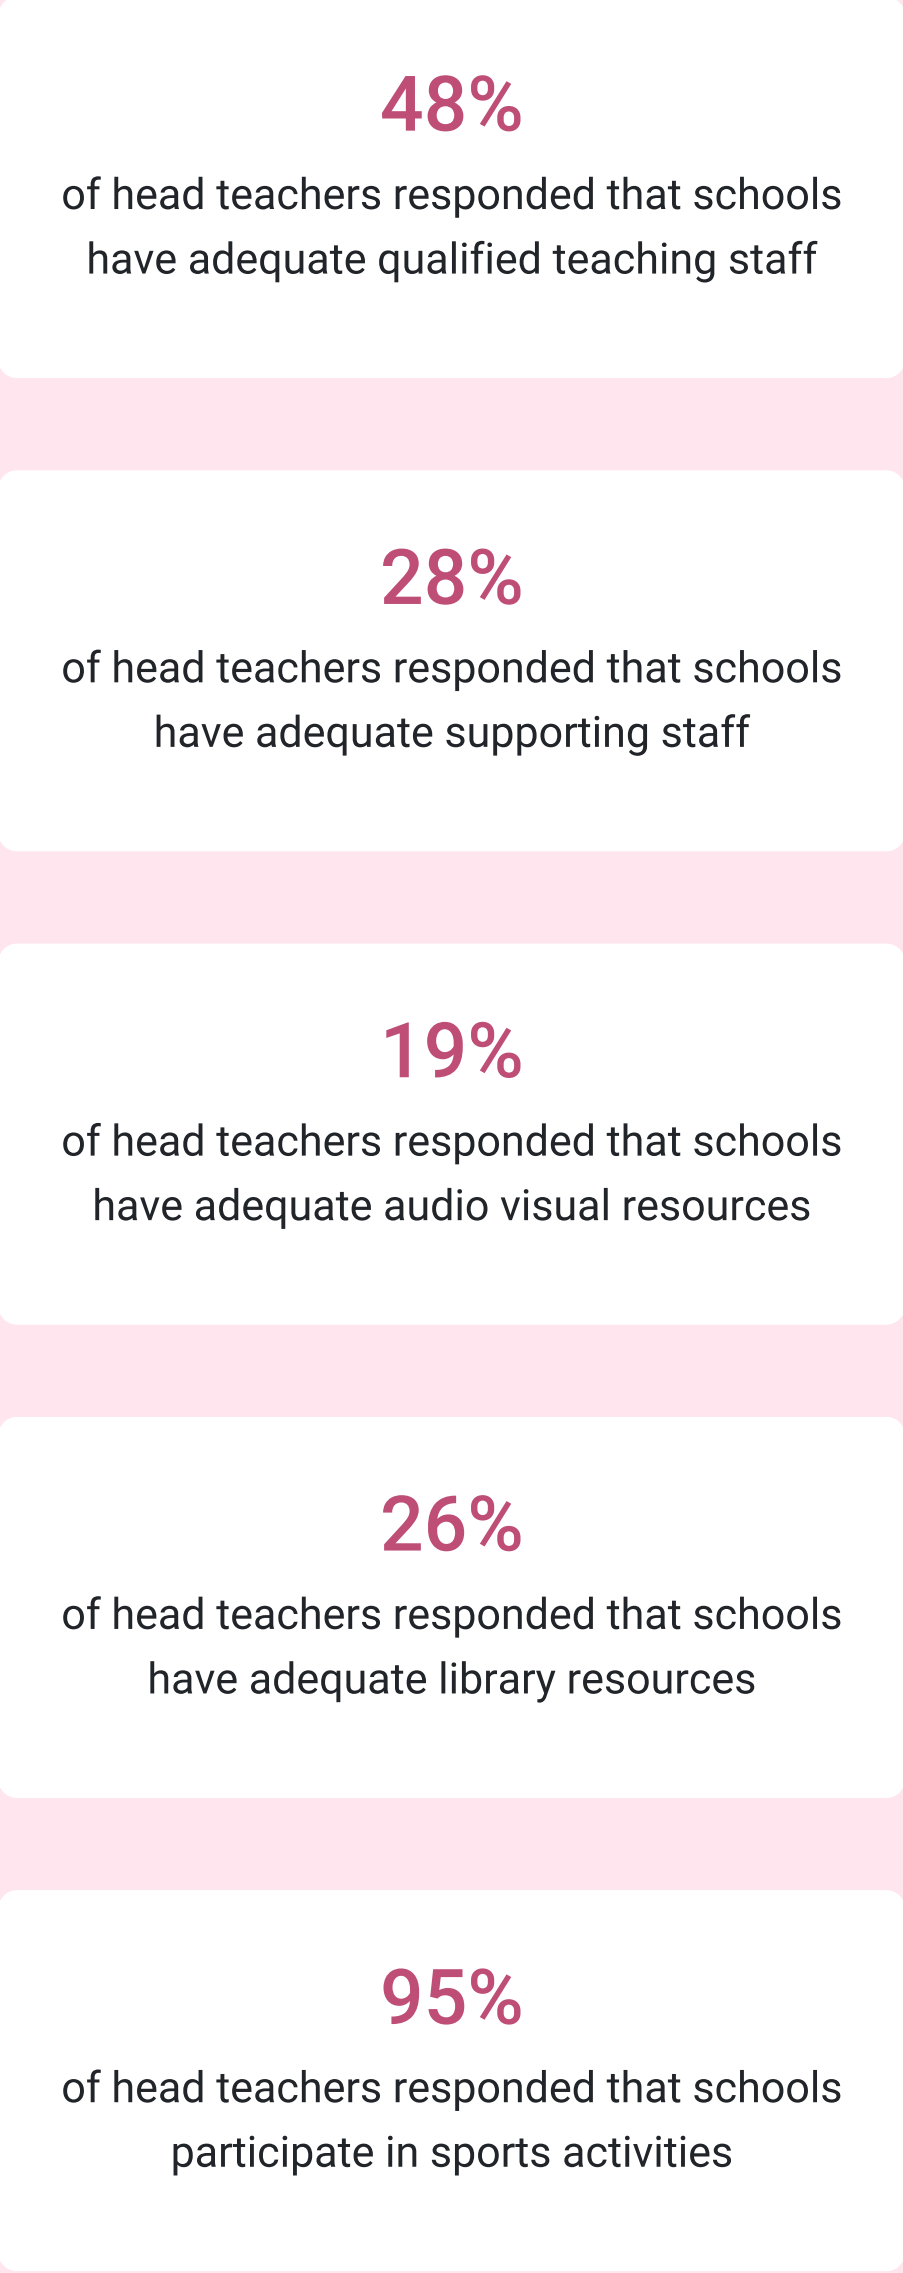 48%
of head teachers responded that schools
have adequate qualified teaching staff
28%
of head teachers responded that schools
have adequate supporting staff
19%
of head teachers responded that schools
have adequate audio visual resources
26%
of head teachers responded that schools
have adequate library resources
95%
of head teachers responded that schools
participate in sports activities